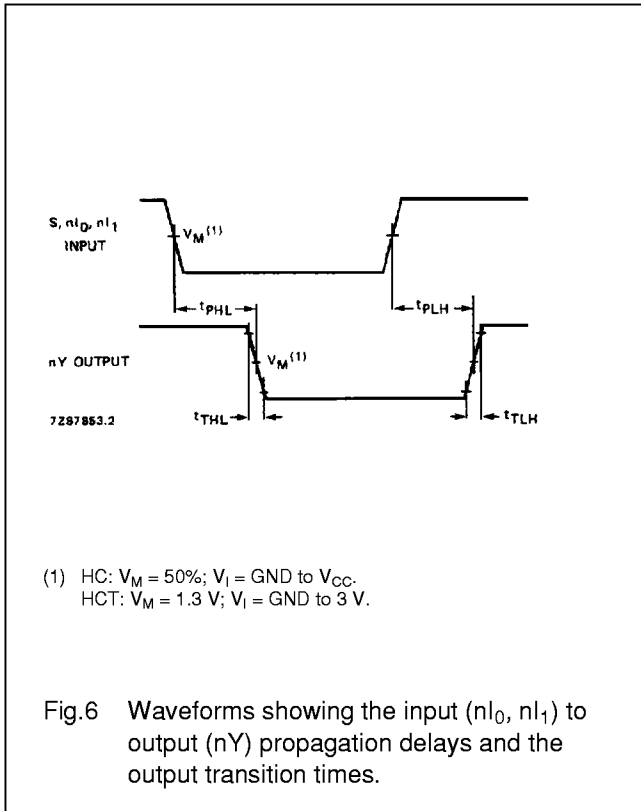 S, nI0, nI1
INPUT
VM(1)
tPHL
tPLH
nY OUTPUT
VM(1)
7Z87853.2
tTHL
tTLH
(1) HC: VM = 50%; VI = GND to VCC.
HCT: VM = 1.3 V; VI = GND to 3 V.
Fig.6 Waveforms showing the input (nI0, nI1) to
output (nY) propagation delays and the
output transition times.